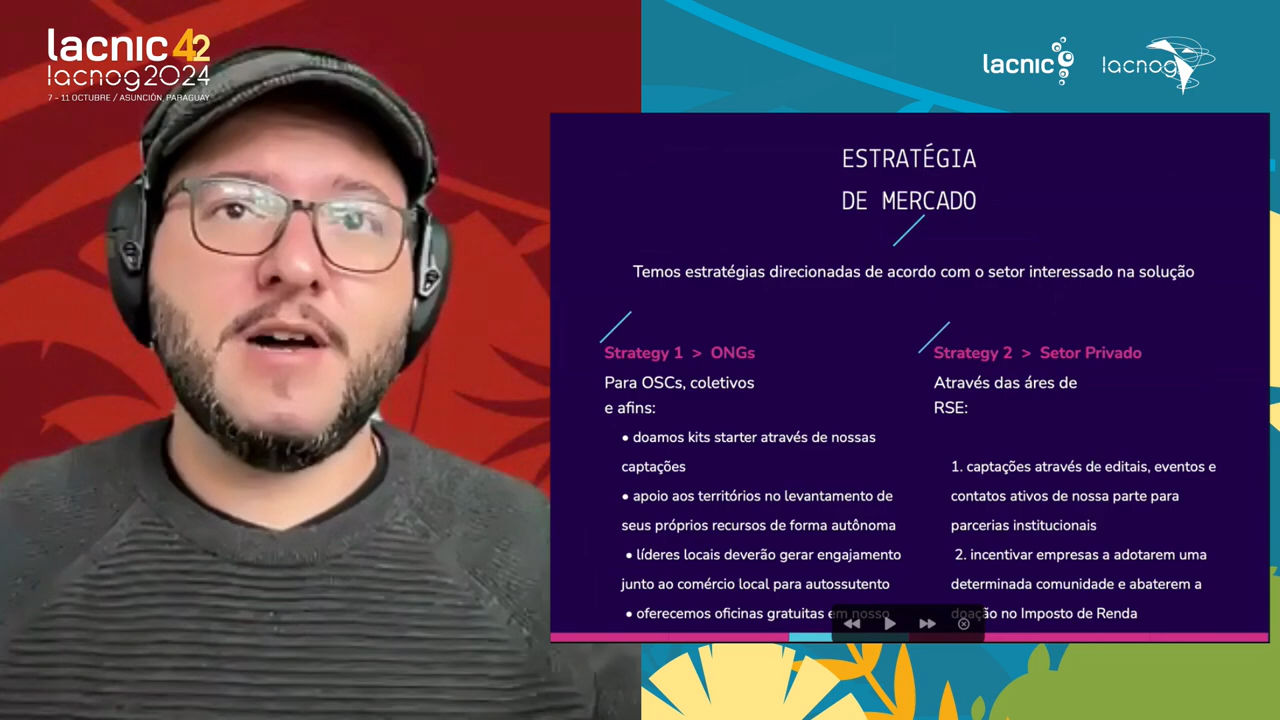 lacnic 42
lacnog2024
7 - 11 OCTUBRE / ASUNCIÓN, PARAGUAY
lacnic
lacnog
ESTRATÉGIA
DE MERCADO
Temos estratégias direcionadas de acordo com o setor interessado na solução
Strategy 1 > ONGs
Para OSCs, coletivos
e afins:
• doamos kits starter através de nossas
captações
• apoio aos territórios no levantamento de
seus próprios recursos de forma autônoma
• líderes locais deverão gerar engajamento
junto ao comércio local para autossutento
• oferecemos oficinas gratuitas em nosso
Strategy 2 > Setor Privado
Através das áres de
RSE:
1. captações através de editais, eventos e
contatos ativos de nossa parte para
parcerias institucionais
2. incentivar empresas a adotarem uma
determinada comunidade e abaterem a
doação no Imposto de Renda